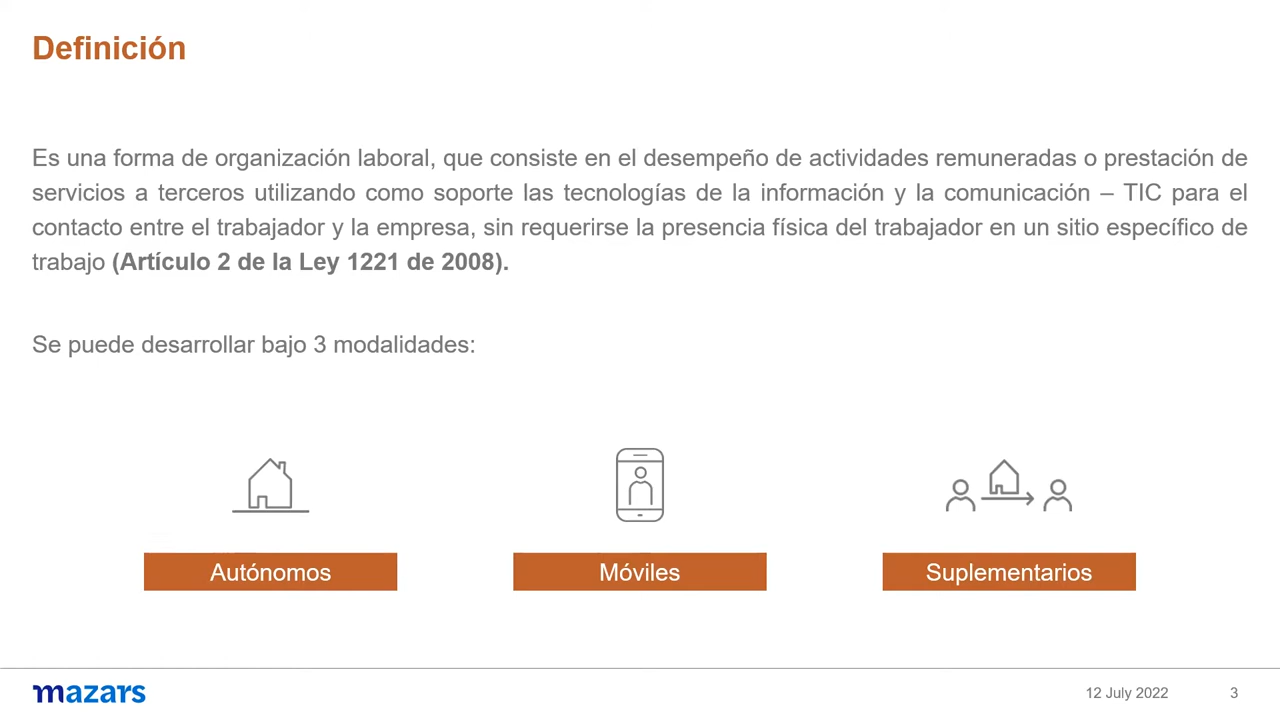 Definición
Es una forma de organización laboral, que consiste en el desempeño de actividades remuneradas o prestación de
servicios a terceros utilizando como soporte las tecnologías de la información y la comunicación – TIC para el
contacto entre el trabajador y la empresa, sin requerirse la presencia física del trabajador en un sitio específico de
trabajo (Artículo 2 de la Ley 1221 de 2008).
Se puede desarrollar bajo 3 modalidades:
Autónomos
Móviles
Suplementarios
mazars
12 July 2022
3